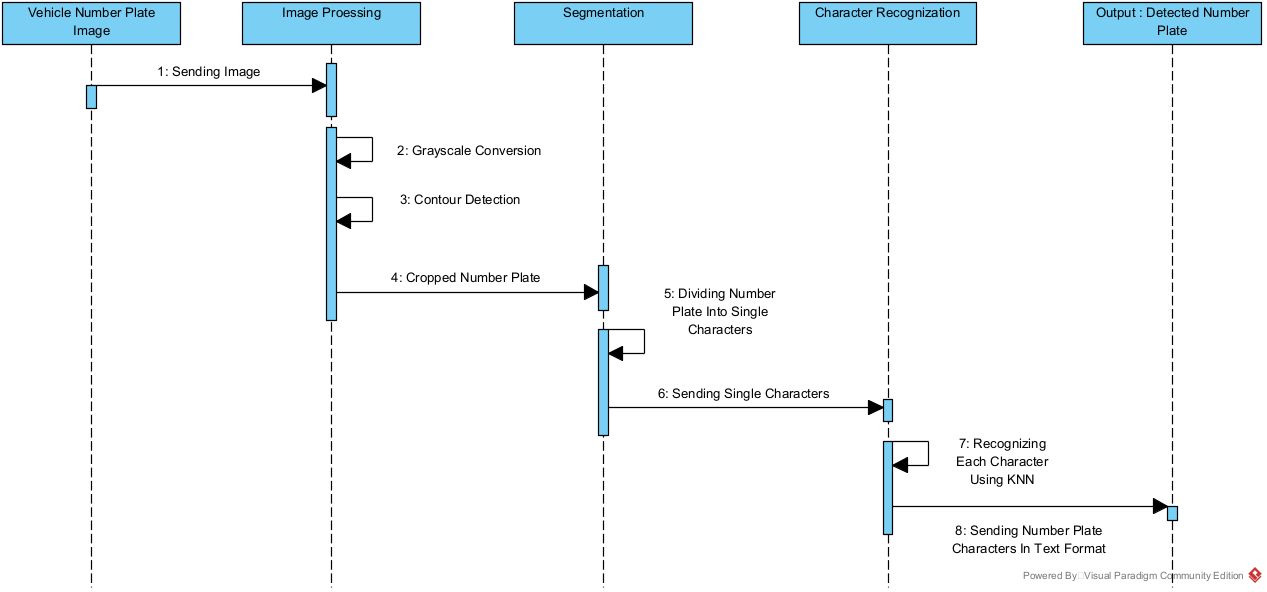 Vehicle Number Plate
Image
Image Proessing
Segmentation
Character Recognization
Output : Detected Number
Plate
1: Sending Image
2: Grayscale Conversion
3: Contour Detection
4: Cropped Number Plate
5: Dividing Number
Plate Into Single
Characters
6: Sending Single Characters
7: Recognizing
Each Character
Using KNN
8: Sending Number Plate
Characters In Text Format
Powered By Visual Paradigm Community Edition